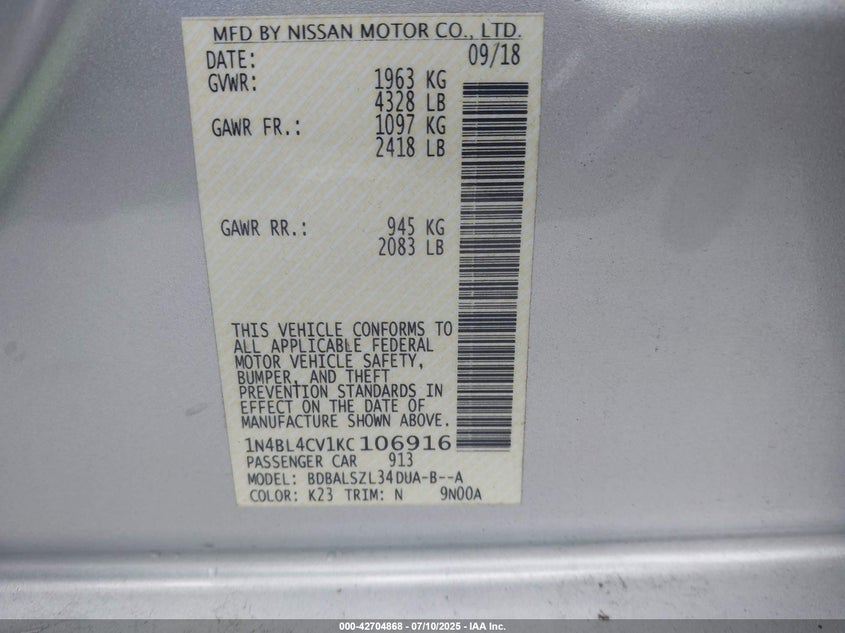 MFD BY NISSAN MOTOR CO., LTD.
DATE: 09/18
GVWR: 1963 KG
4328 LB
GAWR FR.: 1097 KG
2418 LB
GAWR RR.: 945 KG
2083 LB
THIS VEHICLE CONFORMS TO
ALL APPLICABLE FEDERAL
MOTOR VEHICLE SAFETY,
BUMPER, AND THEFT
PREVENTION STANDARDS IN
EFFECT ON THE DATE OF
MANUFACTURE SHOWN ABOVE.
1N4BL4CV1KC106916
PASSENGER CAR 913
MODEL: BDBALSZL34DUA-B--A
COLOR: K23 TRIM: N 9N00A
000-42704868 - 07/10/2025 - IAA Inc.